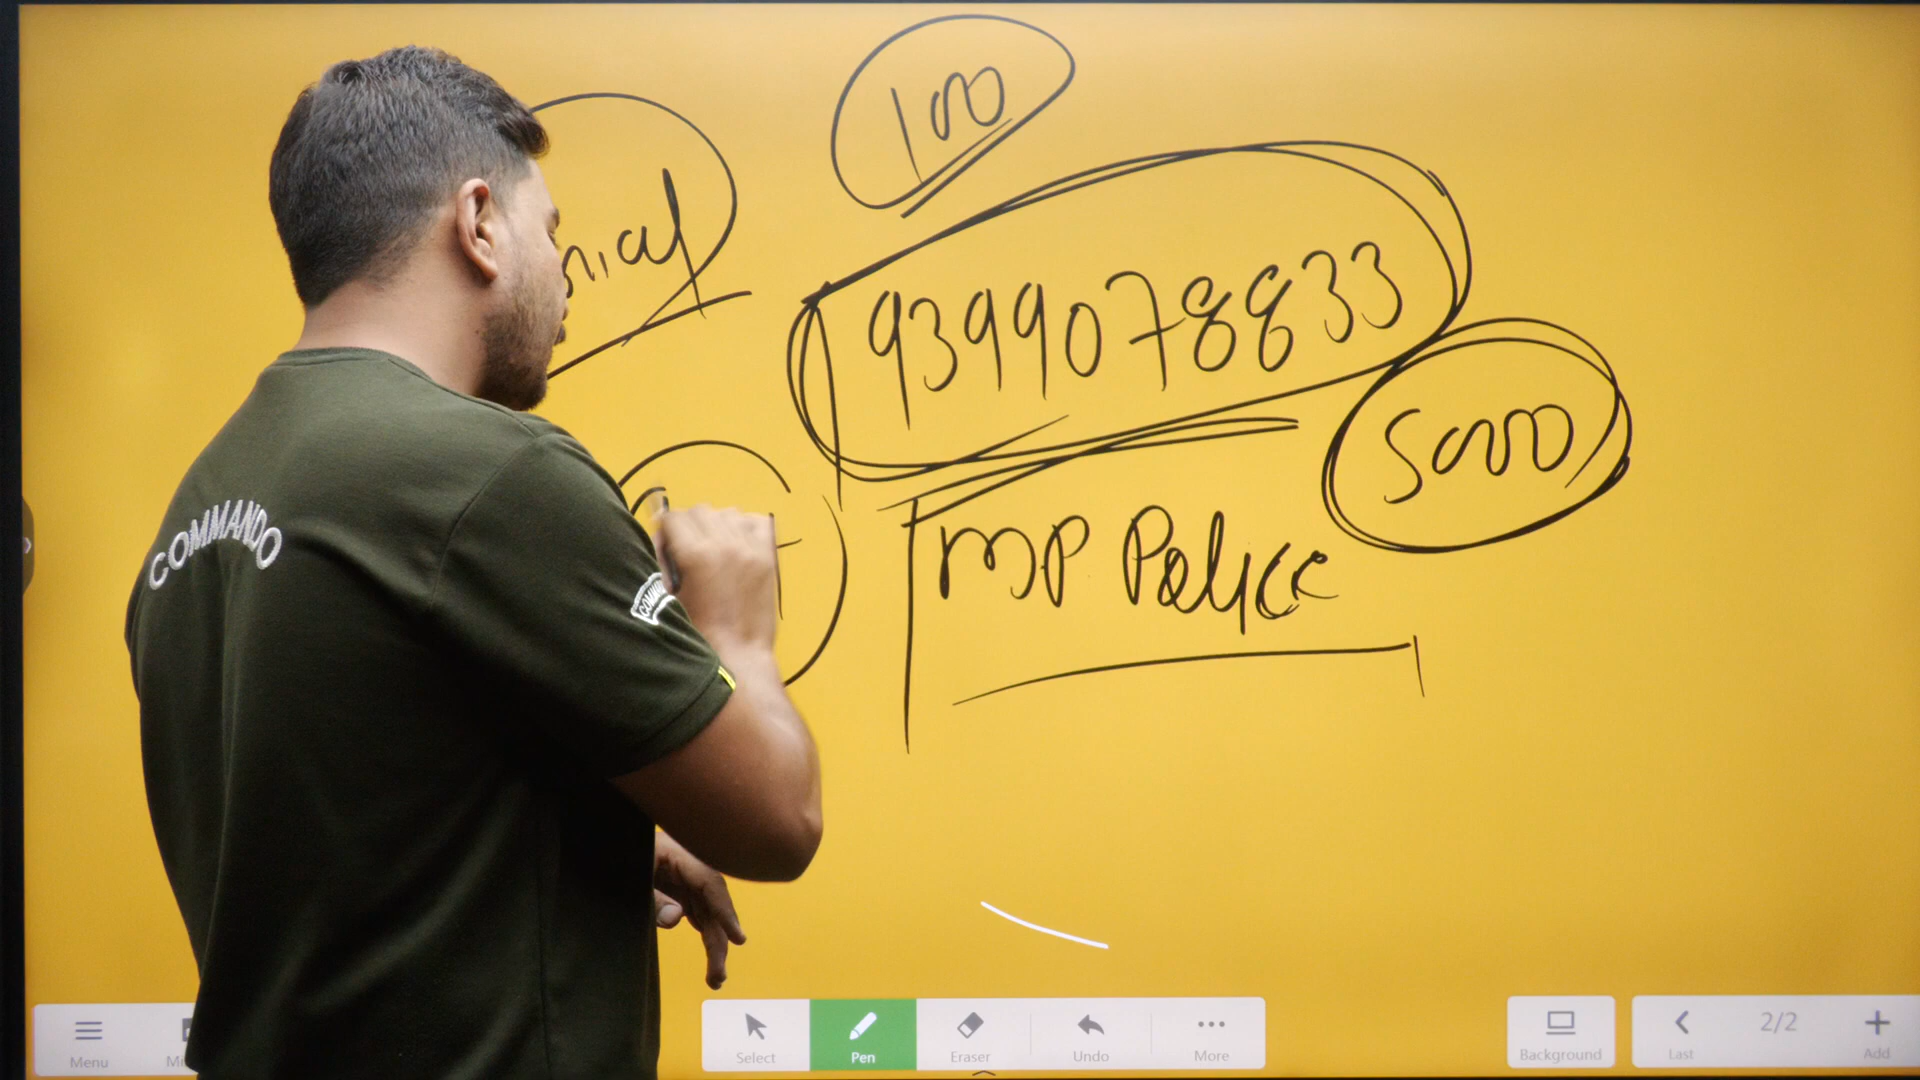 100
9399078833
5000
MP Police
COMMANDO
Menu
Select
Pen
Eraser
Undo
More
Background
Last
2/2
Add